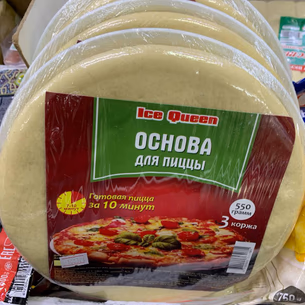 Ice Queen
ОСНОВА
ДЛЯ ПИЦЦЫ
Готовая пицца
за 10 минут
550
грамм
3
коржа